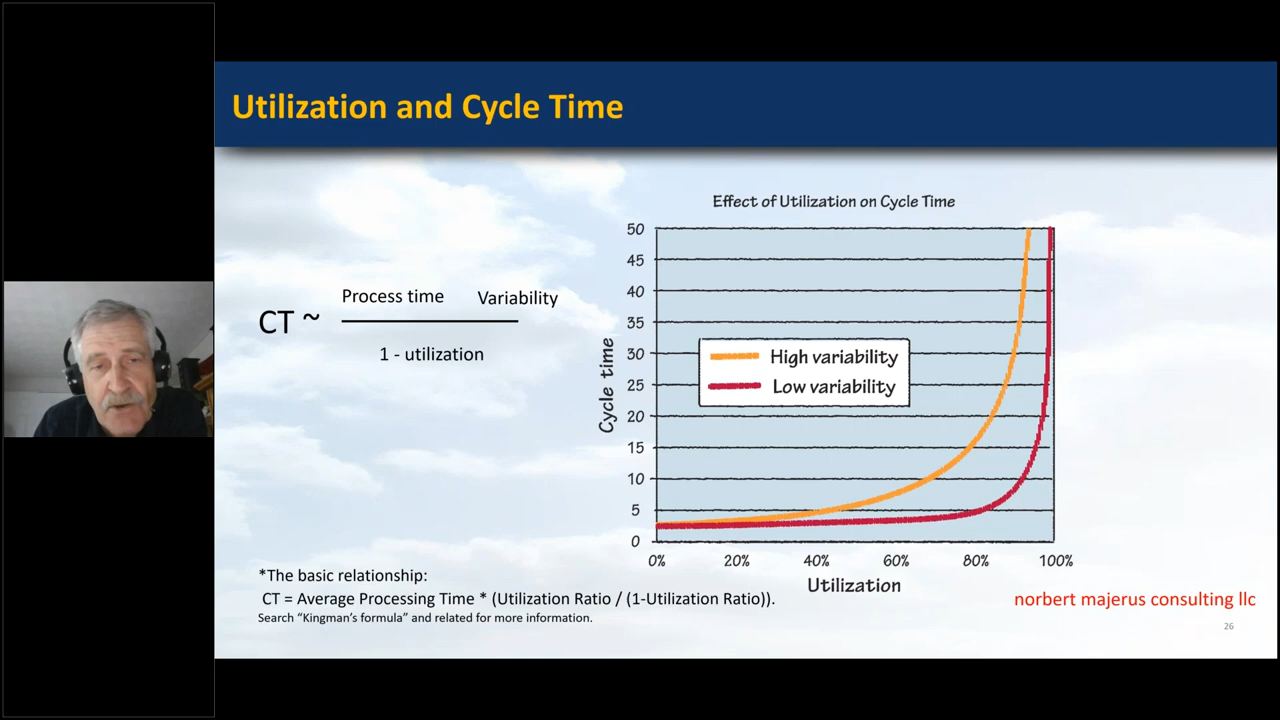 Utilization and Cycle Time
CT ~
Process time Variability
1 - utilization
Effect of Utilization on Cycle Time
50
45
40
35
30
25
20
15
10
5
0
Cycle time
High variability
Low variability
0% 20% 40% 60% 80% 100%
Utilization
*The basic relationship:
CT = Average Processing Time * (Utilization Ratio / (1-Utilization Ratio)).
Search “Kingman’s formula” and related for more information.
norbert majerus consulting llc
26